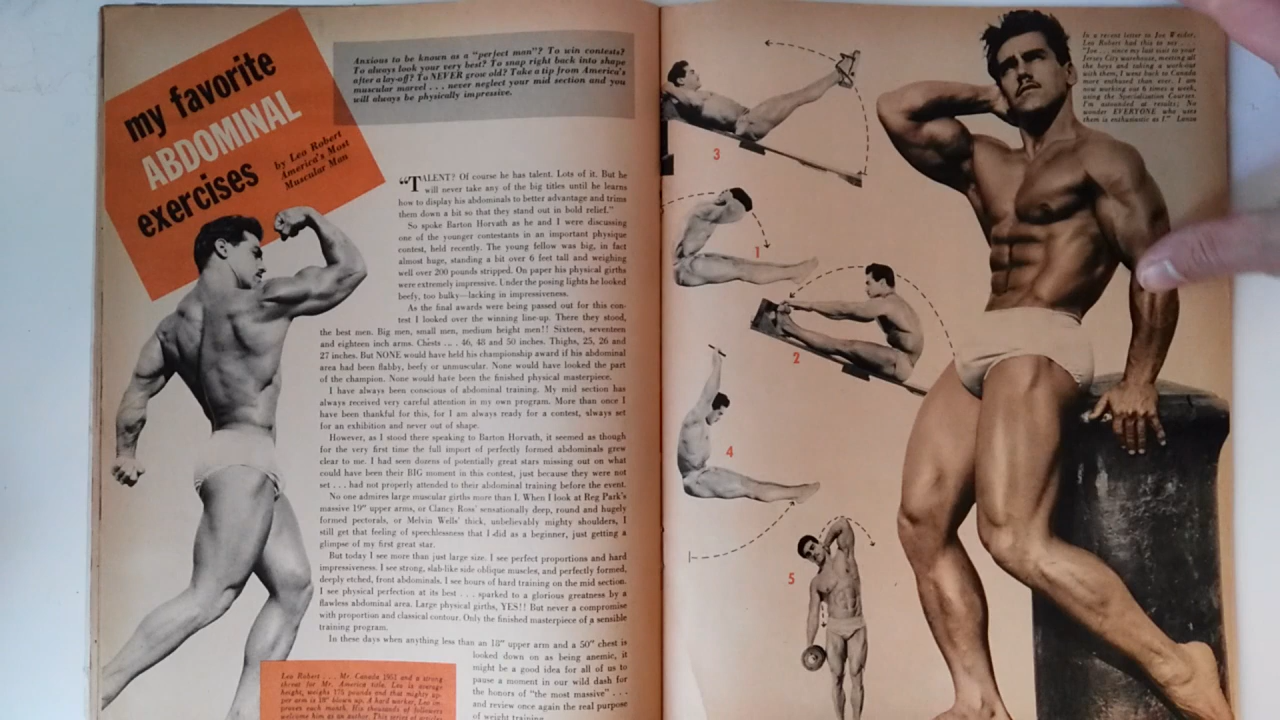 my favorite
ABDOMINAL
exercises
by Leo Robert
America's Most
Muscular Man
Anxious to be known as a "perfect man"? To win contests?
To always look your very best? To snap right back into shape
after a lay-off? To NEVER grow old? Take a tip from America's
muscular marvel . . . never neglect your mid section and you
will always be physically impressive.
"TALENT? Of course he has talent. Lots of it. But he
will never take any of the big titles until he learns
how to display his abdominals to better advantage and trims
them down a bit so that they stand out in bold relief."
So spoke Barton Horvath as he and I were discussing
one of the younger contestants in an important physique
contest, held recently. The young fellow was big, in fact
almost huge, standing a bit over 6 feet tall and weighing
well over 200 pounds stripped. On paper his physical girths
were extremely impressive. Under the posing lights he looked
beefy, too bulky—lacking in impressiveness.
As the final awards were being passed out for this con-
test I looked over the winning line-up. There they stood,
the best men. Big men, small men, medium height men!! Sixteen, seventeen
and eighteen inch arms. Chests . . . 46, 48 and 50 inches. Thighs, 25, 26 and
27 inches. But NONE would have held his championship award if his abdominal
area had been flabby, beefy or unmuscular. None would have looked the part
of the champion. None would have been the finished physical masterpiece.
I have always been conscious of abdominal training. My mid section has
always received very careful attention in my own program. More than once I
have been thankful for this, for I am always ready for a contest, always set
for an exhibition and never out of shape.
However, as I stood there speaking to Barton Horvath, it seemed as though
for the very first time the full import of perfectly formed abdominals grew
clear to me. I had seen dozens of potentially great stars missing out on what
could have been their BIG moment in this contest, just because they were not
set . . . had not properly attended to their abdominal training before the event.
No one admires large muscular girths more than I. When I look at Reg Park's
massive 19" upper arms, or Clancy Ross' sensationally deep, round and hugely
formed pectorals, or Melvin Wells' thick, unbelievably mighty shoulders, I
still get that feeling of speechlessness that I did as a beginner, just getting a
glimpse of my first great star.
But today I see more than just large size. I see perfect proportions and hard
impressiveness. I see strong, slab-like side oblique muscles, and perfectly formed,
deeply etched, front abdominals. I see hours of hard training on the mid section.
I see physical perfection at its best . . . sparked to a glorious greatness by a
flawless abdominal area. Large physical girths, YES!! But never a compromise
with proportion and classical contour. Only the finished masterpiece of a sensible
training program.
In these days when anything less than an 18" upper arm and a 50" chest is
looked down on as being anemic, it
might be a good idea for all of us to
pause a moment in our wild dash for
the honors of "the most massive" . . .
and review once again the real purpose
of weight training.
Leo Robert . . . Mr. Canada 1951 and a strong
threat for Mr. America title. Leo is average
height, weighs 175 pounds and that mighty up-
per arm is 18" blown up. A hard worker, Leo im-
proves each month. His thousands of followers
welcome him as an author. This series of articles
3
1
2
4
5
In a recent letter to Joe Weider,
Leo Robert had this to say . . .
"Joe . . . since my last visit to your
Jersey City warehouse, meeting all
the boys and taking a work-out
with them, I went back to Canada
more enthused than ever. I am
now working out 6 times a week,
using the Specialization Courses.
I'm astounded at results; No
wonder EVERYONE who uses
them is enthusiastic as I."